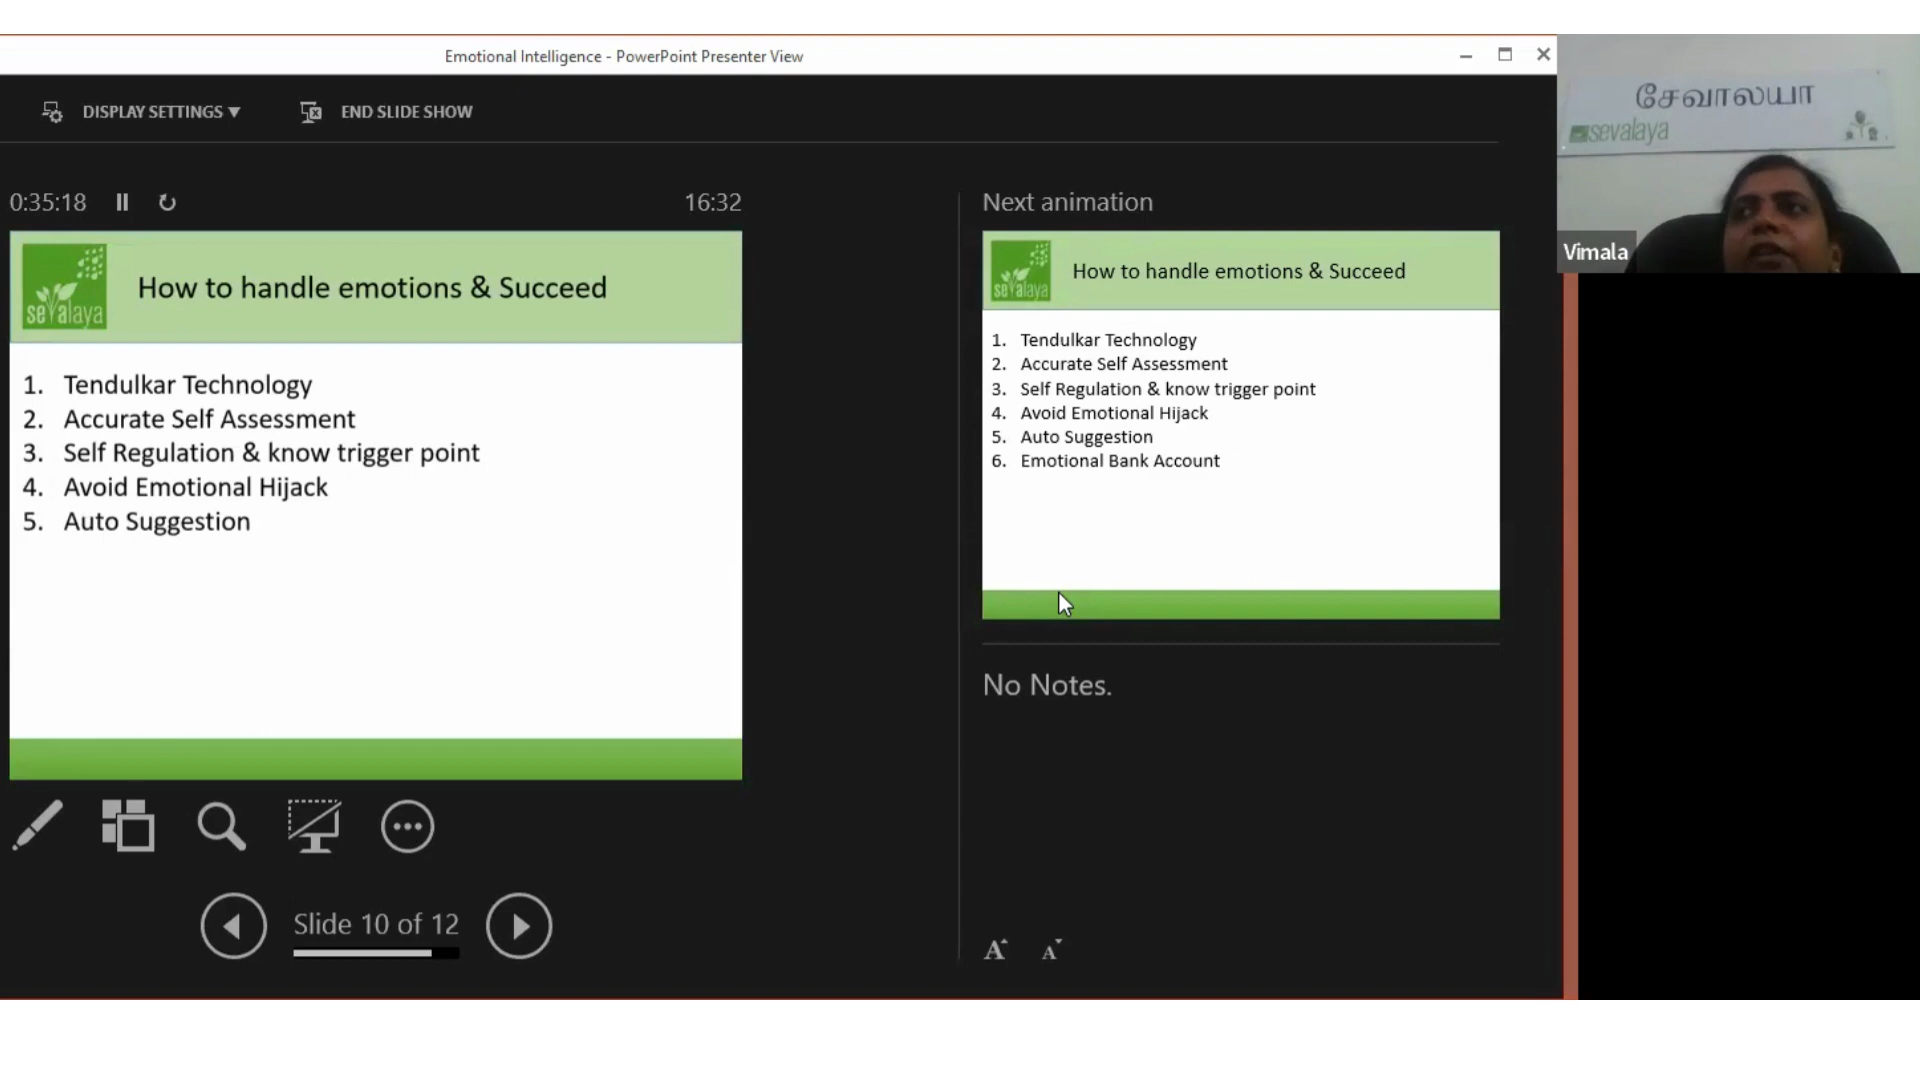 Emotional Intelligence - PowerPoint Presenter View
DISPLAY SETTINGS ▼
END SLIDE SHOW
0:35:18
16:32
sevalaya
How to handle emotions & Succeed
1. Tendulkar Technology
2. Accurate Self Assessment
3. Self Regulation & know trigger point
4. Avoid Emotional Hijack
5. Auto Suggestion
Slide 10 of 12
Next animation
sevalaya
How to handle emotions & Succeed
1. Tendulkar Technology
2. Accurate Self Assessment
3. Self Regulation & know trigger point
4. Avoid Emotional Hijack
5. Auto Suggestion
6. Emotional Bank Account
No Notes.
A A
சேவாலயா
sevalaya
Vimala